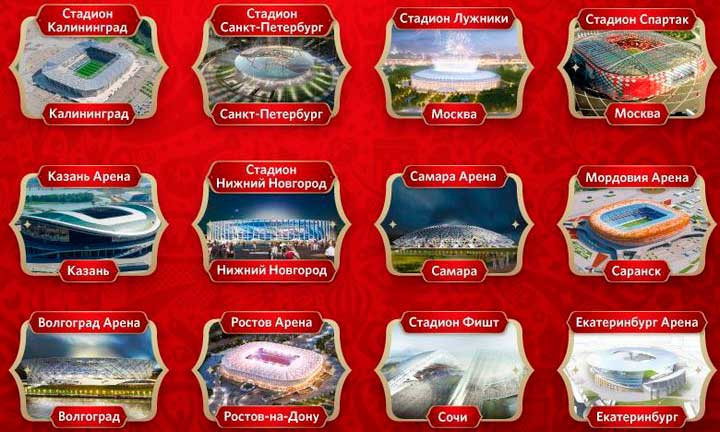 Стадион
Калининград
Калининград
Стадион
Санкт-Петербург
Санкт-Петербург
Стадион Лужники
Москва
Стадион Спартак
Москва
Казань Арена
Казань
Стадион
Нижний Новгород
Нижний Новгород
Самара Арена
Самара
Мордовия Арена
Саранск
Волгоград Арена
Волгоград
Ростов Арена
Ростов-на-Дону
Стадион Фишт
Сочи
Екатеринбург Арена
Екатеринбург